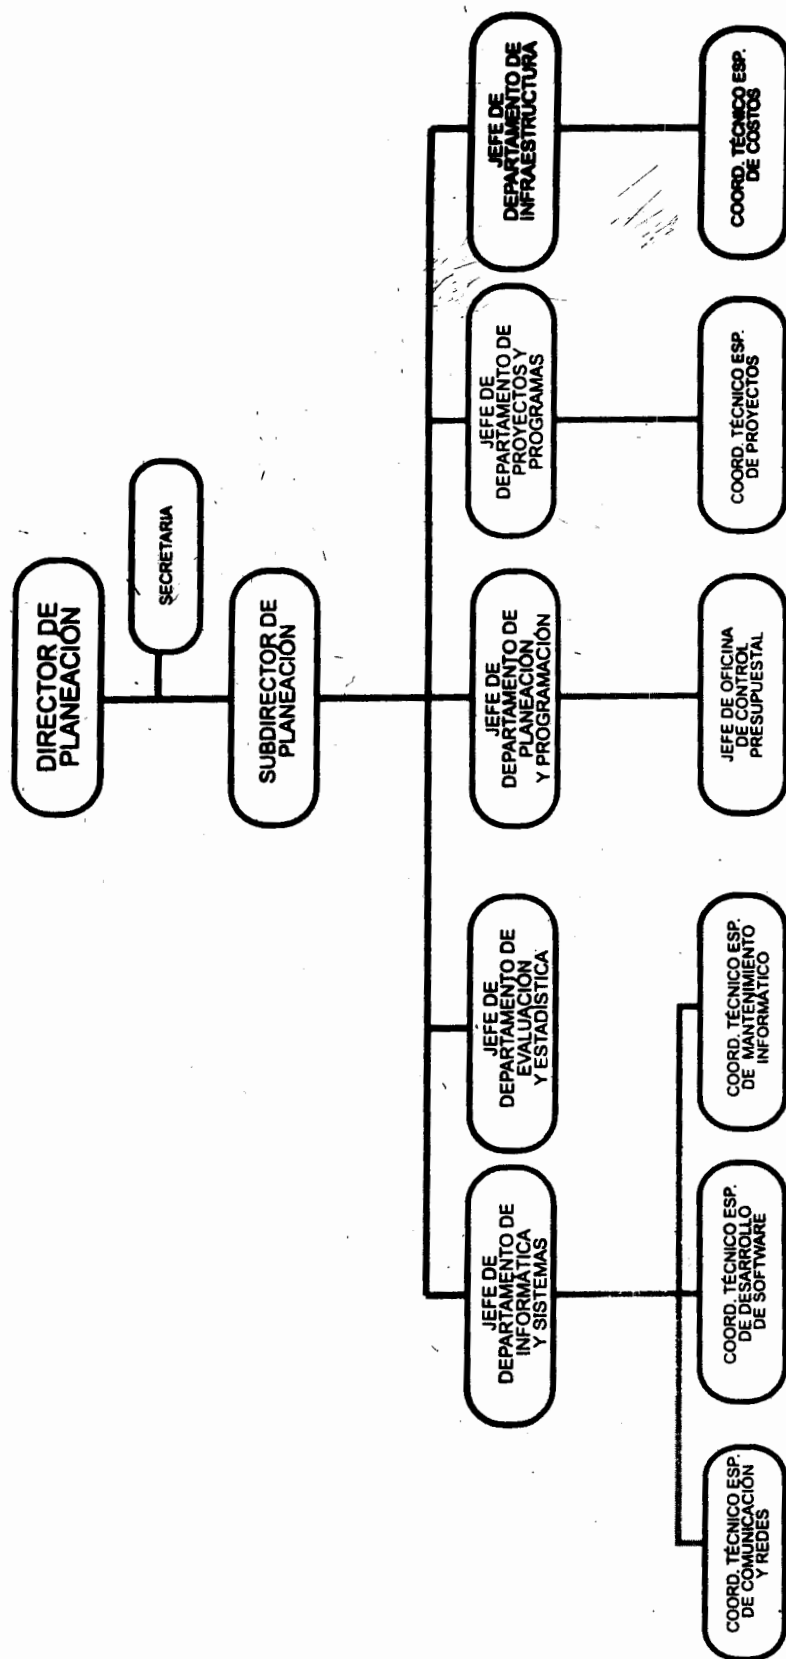 DIRECTOR DE
PLANEACIÓN
SECRETARIA
SUBDIRECTOR DE
PLANEACIÓN
JEFE DE
DEPARTAMENTO DE
INFORMÁTICA
Y SISTEMAS
JEFE DE
DEPARTAMENTO DE
EVALUACIÓN
Y ESTADÍSTICA
JEFE DE
DEPARTAMENTO DE
PLANEACIÓN
Y PROGRAMACIÓN
JEFE DE
DEPARTAMENTO DE
PROYECTOS Y
PROGRAMAS
JEFE DE
DEPARTAMENTO DE
INFRAESTRUCTURA
COORD. TÉCNICO ESP.
DE COMUNICACIÓN
Y REDES
COORD. TÉCNICO ESP.
DE DESARROLLO
DE SOFTWARE
COORD. TÉCNICO ESP.
DE MANTENIMIENTO
INFORMÁTICO
JEFE DE OFICINA
DE CONTROL
PRESUPUESTAL
COORD. TÉCNICO ESP.
DE PROYECTOS
COORD. TÉCNICO ESP.
DE COSTOS